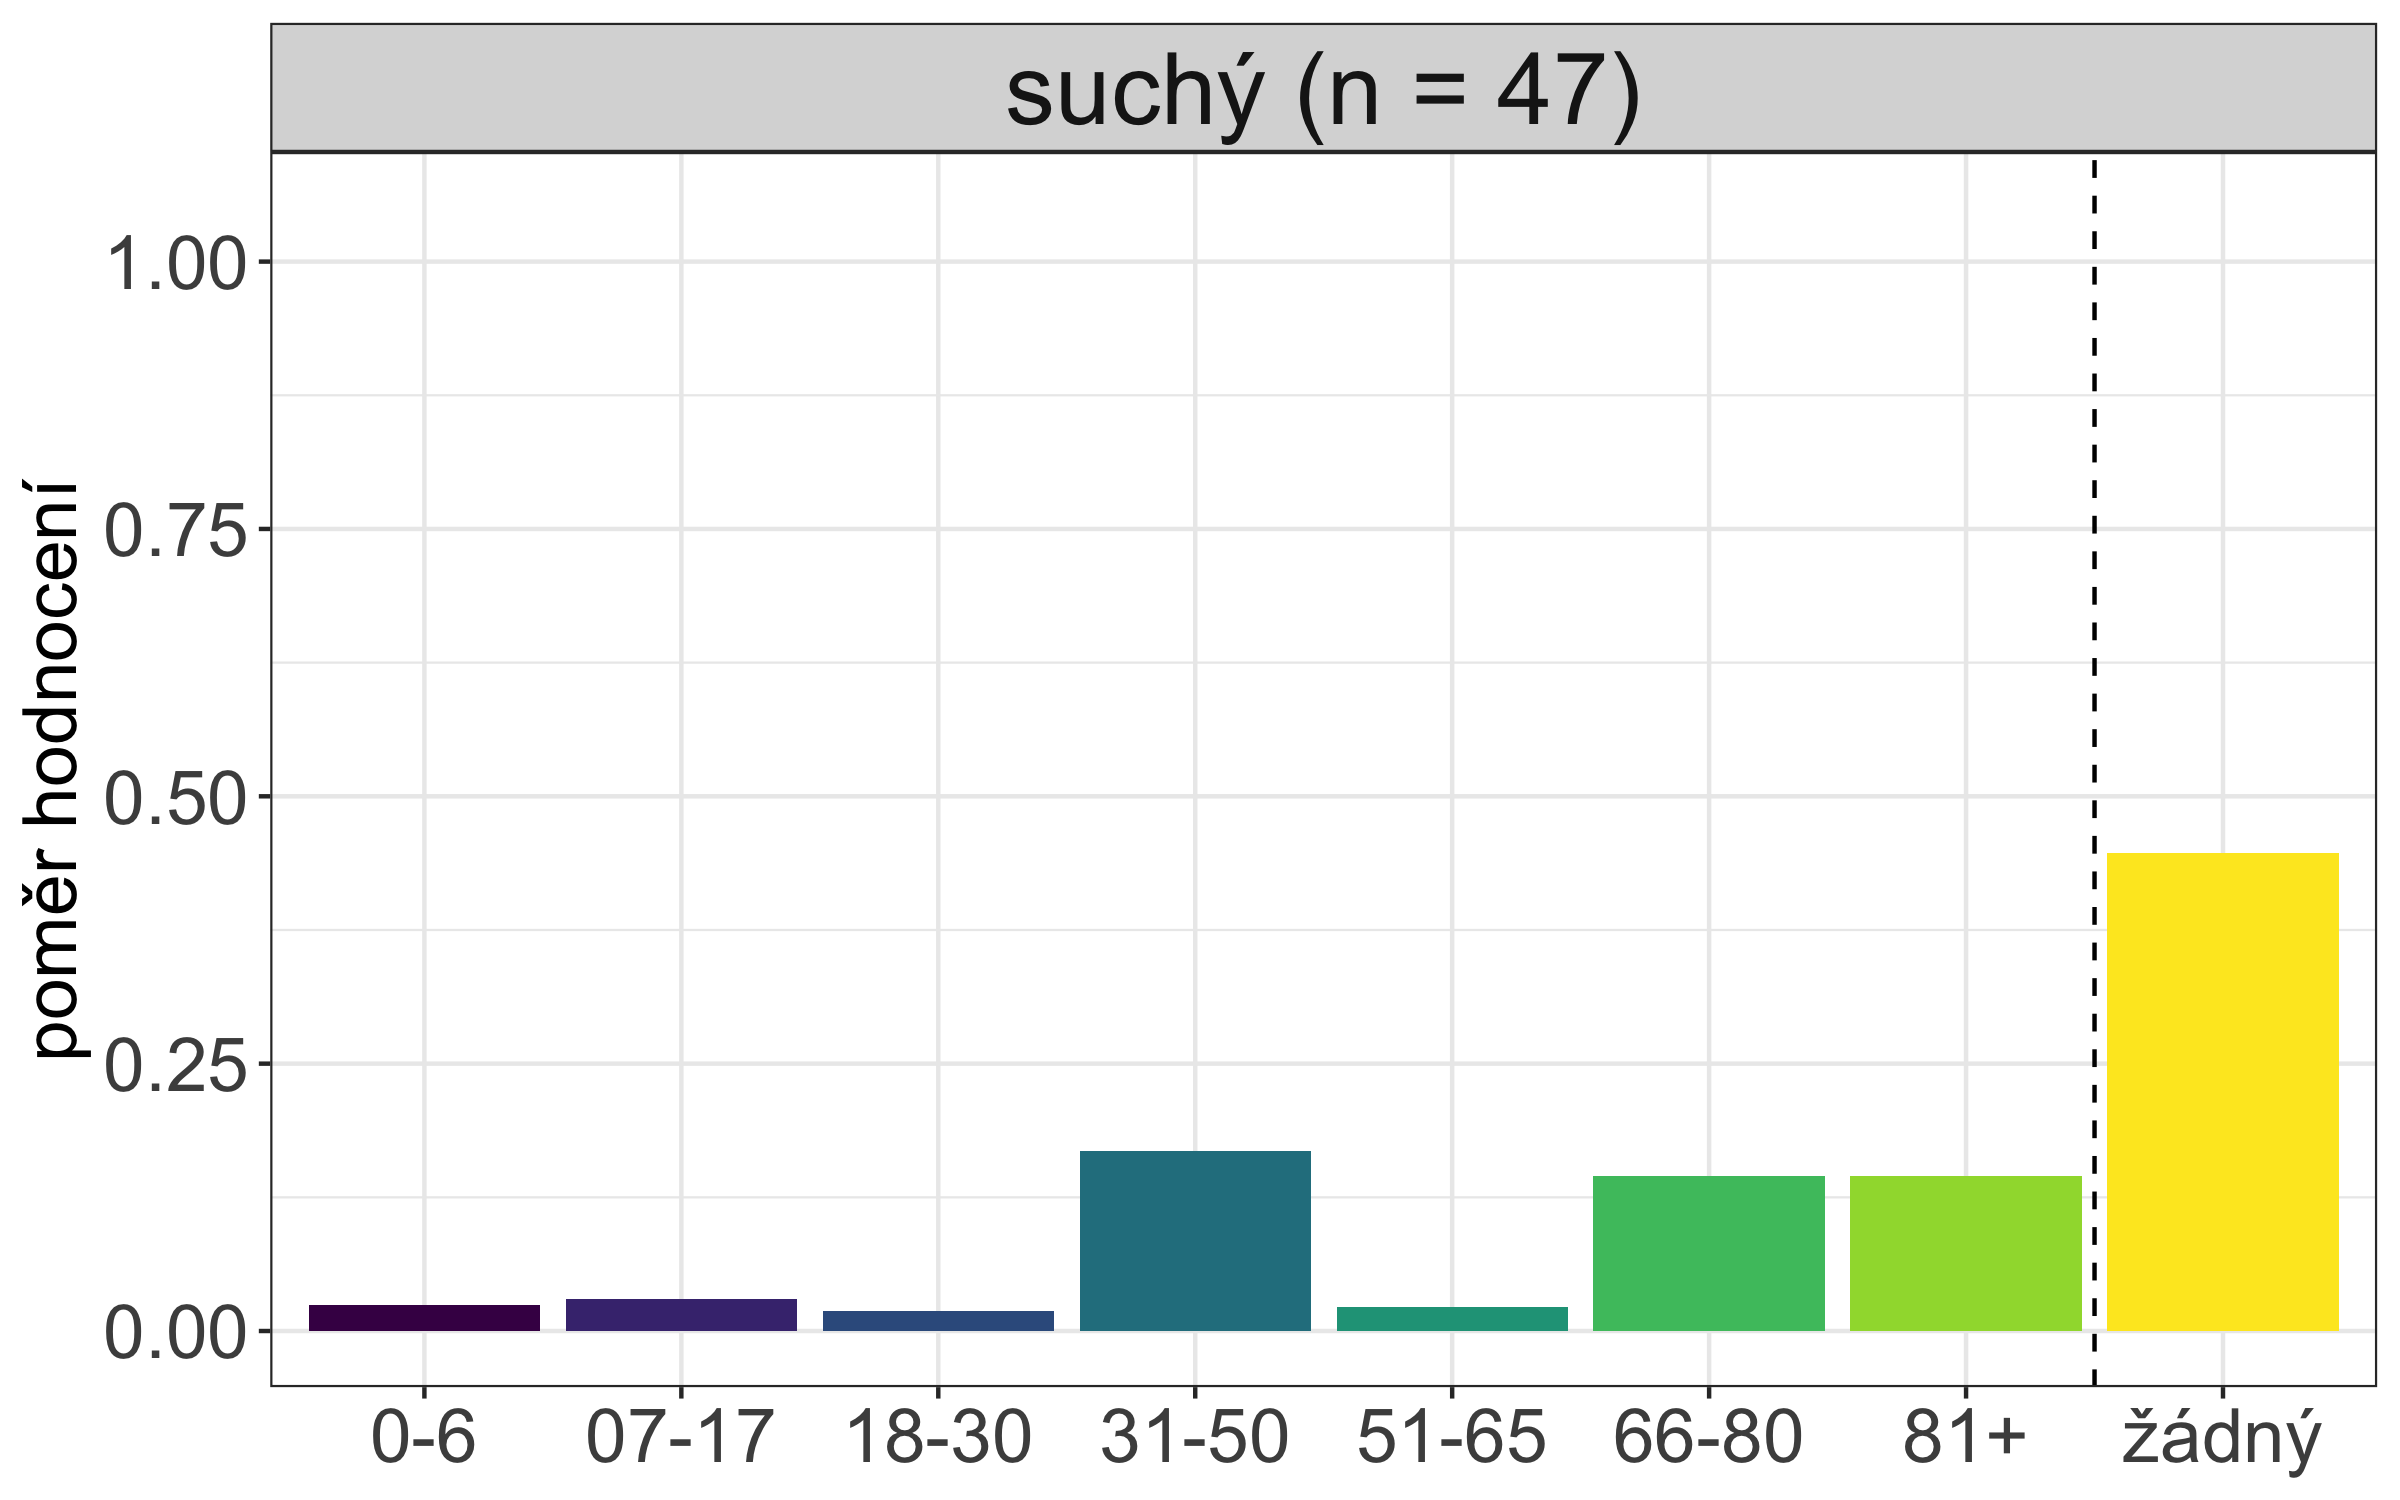 suchý (n = 47)
poměr hodnocení
1.00
0.75
0.50
0.25
0.00
0-6 07-17 18-30 31-50 51-65 66-80 81+ žádný